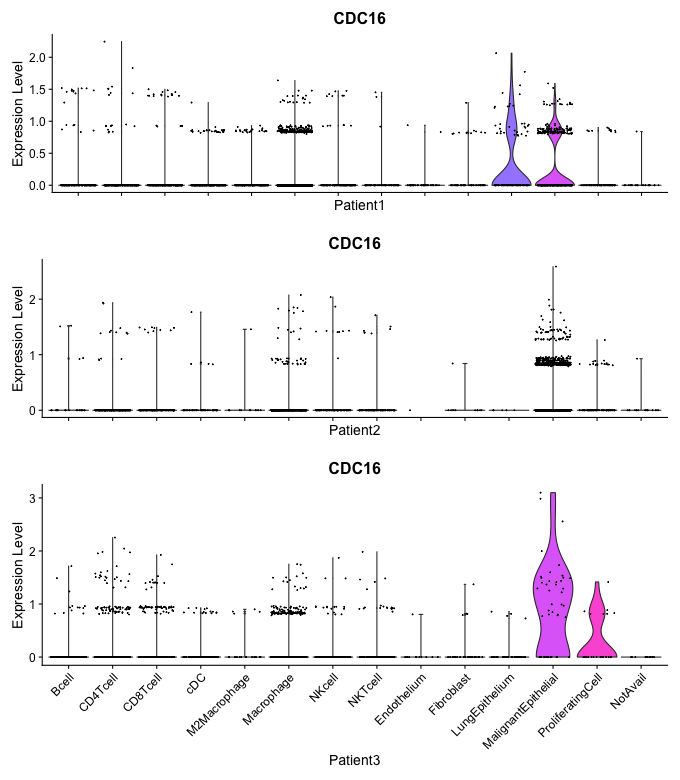 CDC16
Expression Level
2.0
1.5
1.0
0.5
0.0
Patient1
CDC16
Expression Level
2
1
0
Patient2
CDC16
Expression Level
3
2
1
0
Bcell
CD4Tcell
CD8Tcell
cDC
M2Macrophage
Macrophage
NKcell
NKTcell
Endothelium
Fibroblast
LungEpithelium
MalignantEpithelial
ProliferatingCell
NotAvail
Patient3